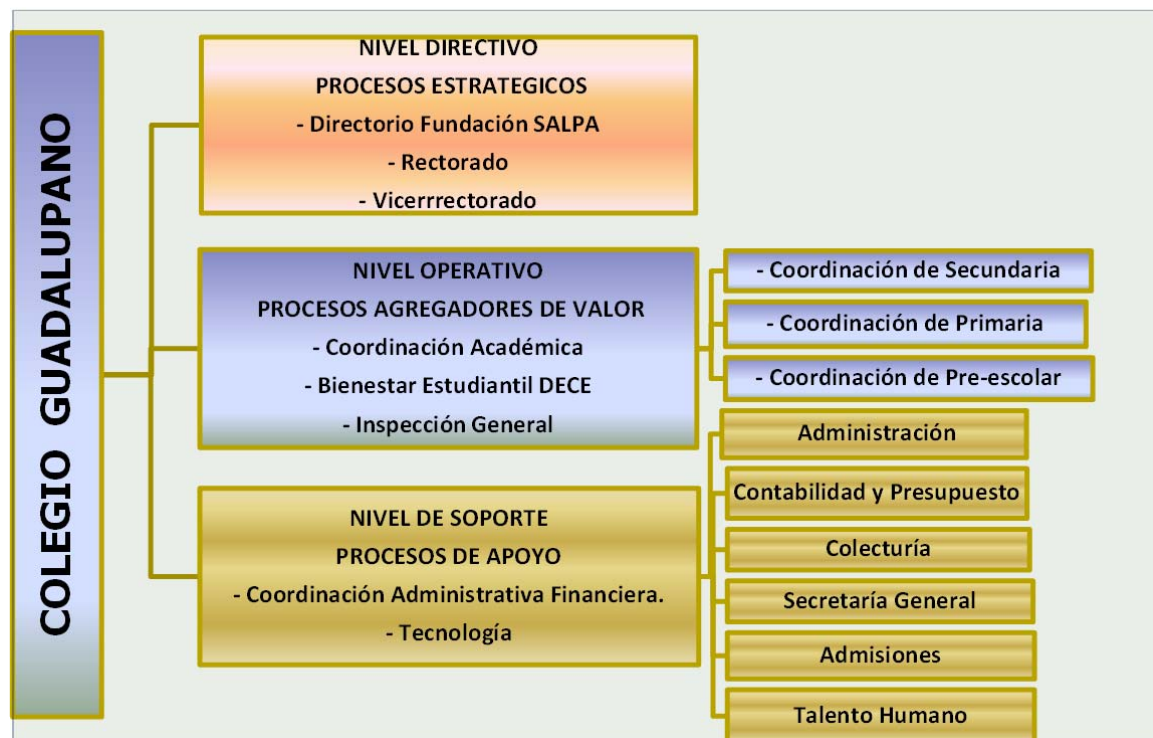 COLEGIO GUADALUPANO
NIVEL DIRECTIVO
PROCESOS ESTRATEGICOS
- Directorio Fundación SALPA
- Rectorado
- Vicerrrectorado
NIVEL OPERATIVO
PROCESOS AGREGADORES DE VALOR
- Coordinación Académica
- Bienestar Estudiantil DECE
- Inspección General
- Coordinación de Secundaria
- Coordinación de Primaria
- Coordinación de Pre-escolar
NIVEL DE SOPORTE
PROCESOS DE APOYO
- Coordinación Administrativa Financiera.
- Tecnología
Administración
Contabilidad y Presupuesto
Colecturía
Secretaría General
Admisiones
Talento Humano